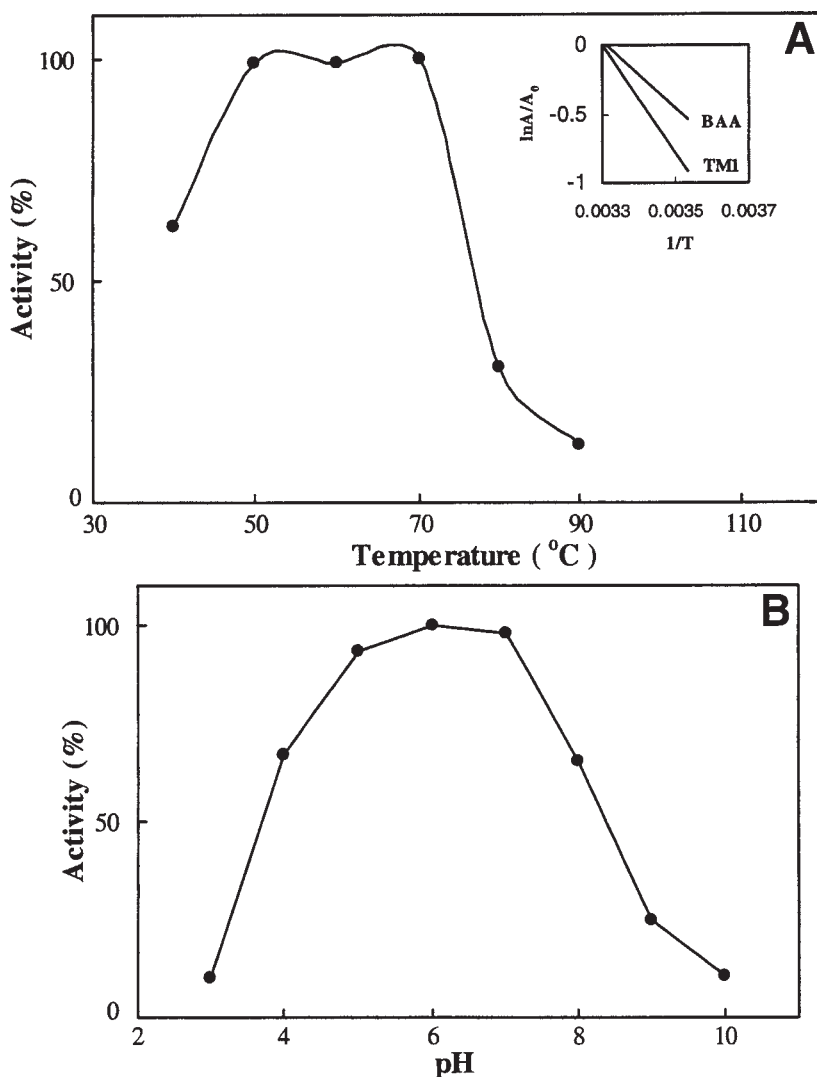 A
100
50
0
Activity (%)
30 50 70 90 110
Temperature ( °C )
0
-0.5
-1
lnA/A₀
BAA
TM1
0.0033 0.0035 0.0037
1/T
B
100
50
0
Activity (%)
2 4 6 8 10
pH